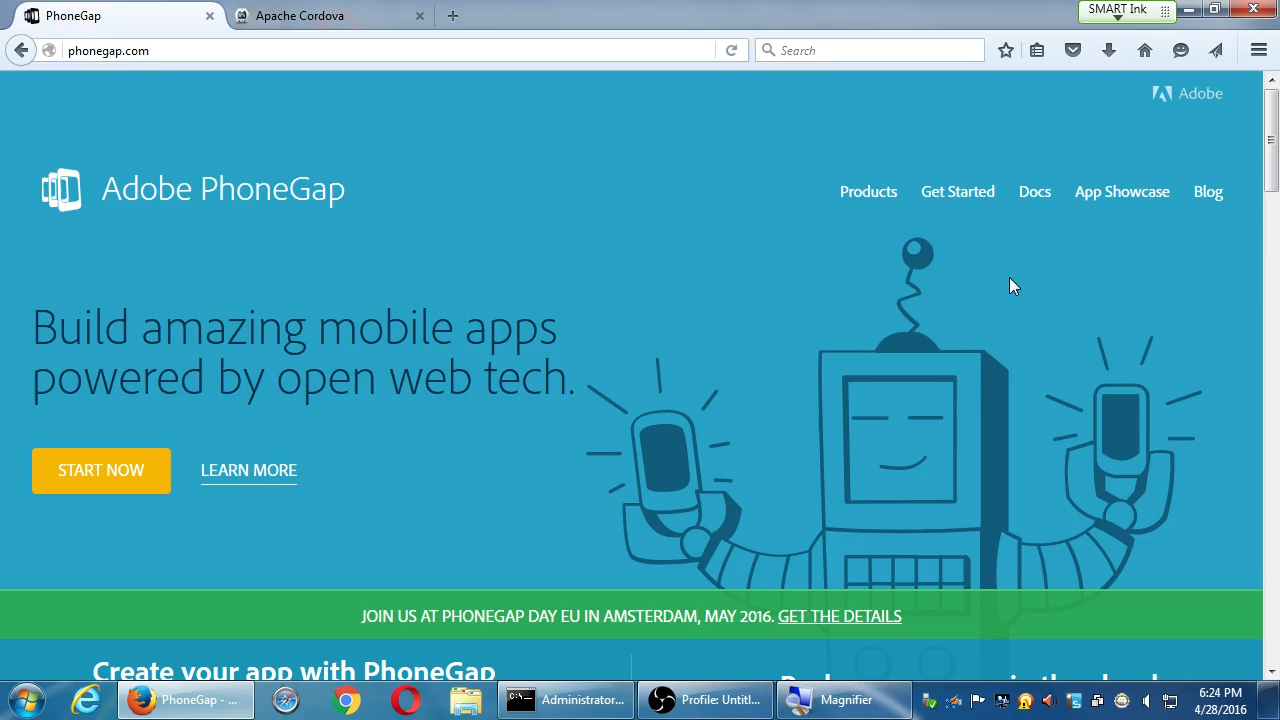 PhoneGap
Apache Cordova
SMART Ink
phonegap.com
Search
Adobe
Adobe PhoneGap
Products Get Started Docs App Showcase Blog
Build amazing mobile apps
powered by open web tech.
START NOW LEARN MORE
JOIN US AT PHONEGAP DAY EU IN AMSTERDAM, MAY 2016. GET THE DETAILS
Create your app with PhoneGap
PhoneGap - ...
Administrator...
Profile: Untitl...
Magnifier
6:24 PM
4/28/2016